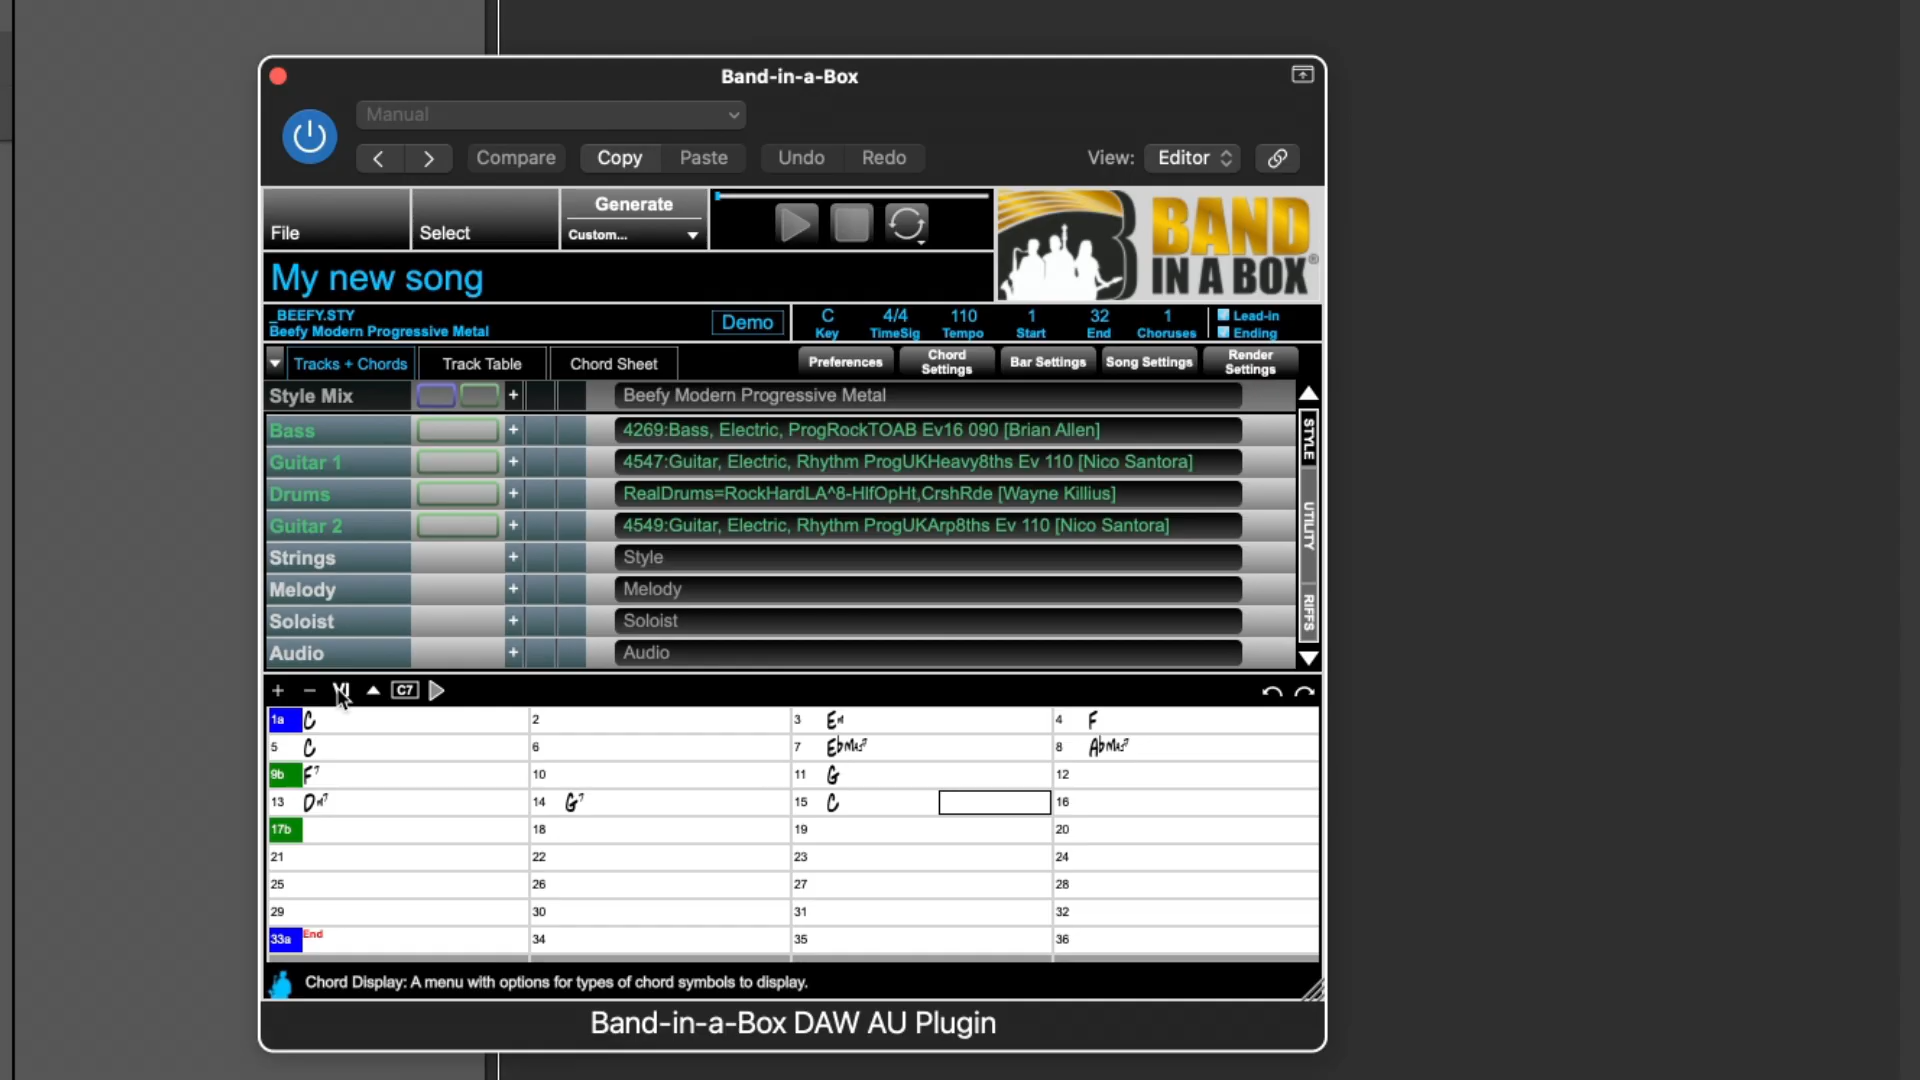 Band-in-a-Box
Manual
Compare Copy Paste Undo Redo View: Editor
File Select Generate
Custom...
BAND
IN A BOX®
My new song
_BEEFY.STY
Beefy Modern Progressive Metal
Demo
C 4/4 110 1 32 1 Lead-in
Key TimeSig Tempo Start End Choruses Ending
Tracks + Chords Track Table Chord Sheet Preferences Chord Settings Bar Settings Song Settings Render Settings
Style Mix + Beefy Modern Progressive Metal
Bass + 4269:Bass, Electric, ProgRockTOAB Ev16 090 [Brian Allen]
Guitar 1 + 4547:Guitar, Electric, Rhythm ProgUKHeavy8ths Ev 110 [Nico Santora]
Drums + RealDrums=RockHardLA^8-HlfOpHt,CrshRde [Wayne Killius]
Guitar 2 + 4549:Guitar, Electric, Rhythm ProgUKArp8ths Ev 110 [Nico Santora]
Strings + Style
Melody + Melody
Soloist + Soloist
Audio + Audio
STYLE
UTILITY
RIFFS
+ − VI C7
1a C 2 3 Em 4 F
5 C 6 7 EbMaj7 8 AbMaj7
9b F7 10 11 G 12
13 Dm7 14 G7 15 C 16
17b 18 19 20
21 22 23 24
25 26 27 28
29 30 31 32
33a End 34 35 36
Chord Display: A menu with options for types of chord symbols to display.
Band-in-a-Box DAW AU Plugin